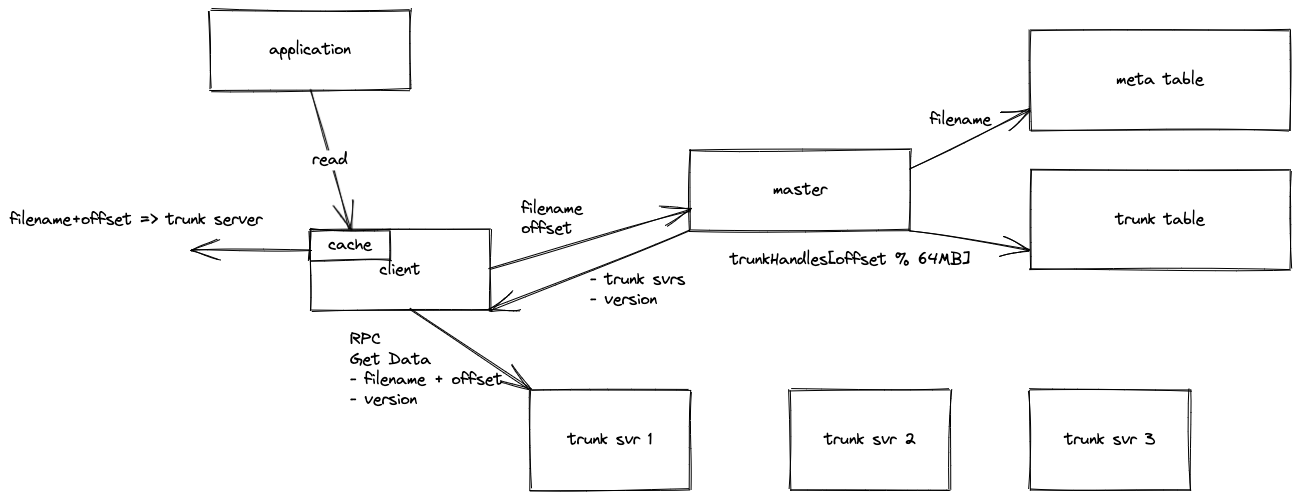 application
meta table
filename
read
master
filename+offset => trunk server
filename
offset
trunk table
cache
client
trunkHandles[offset % 64MB]
- trunk svrs
- version
RPC
Get Data
- filename + offset
- version
trunk svr 1
trunk svr 2
trunk svr 3